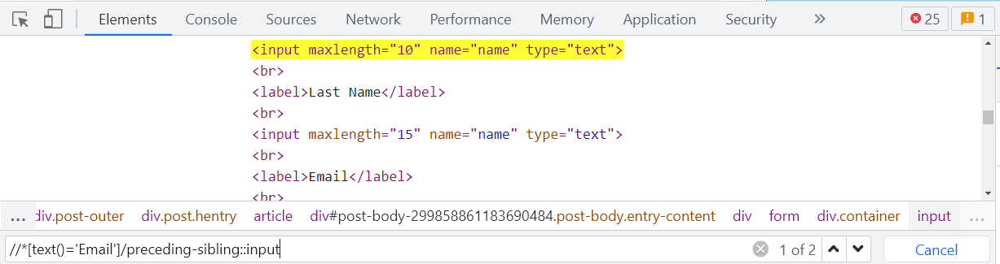 Elements Console Sources Network Performance Memory Application Security » 25 1
<input maxlength="10" name="name" type="text">
<br>
<label>Last Name</label>
<br>
<input maxlength="15" name="name" type="text">
<br>
<label>Email</label>
<br>
... div.post-outer div.post.hentry article div#post-body-299858861183690484.post-body.entry-content div form div.container input ...
//*[text()='Email']/preceding-sibling::input 1 of 2 Cancel